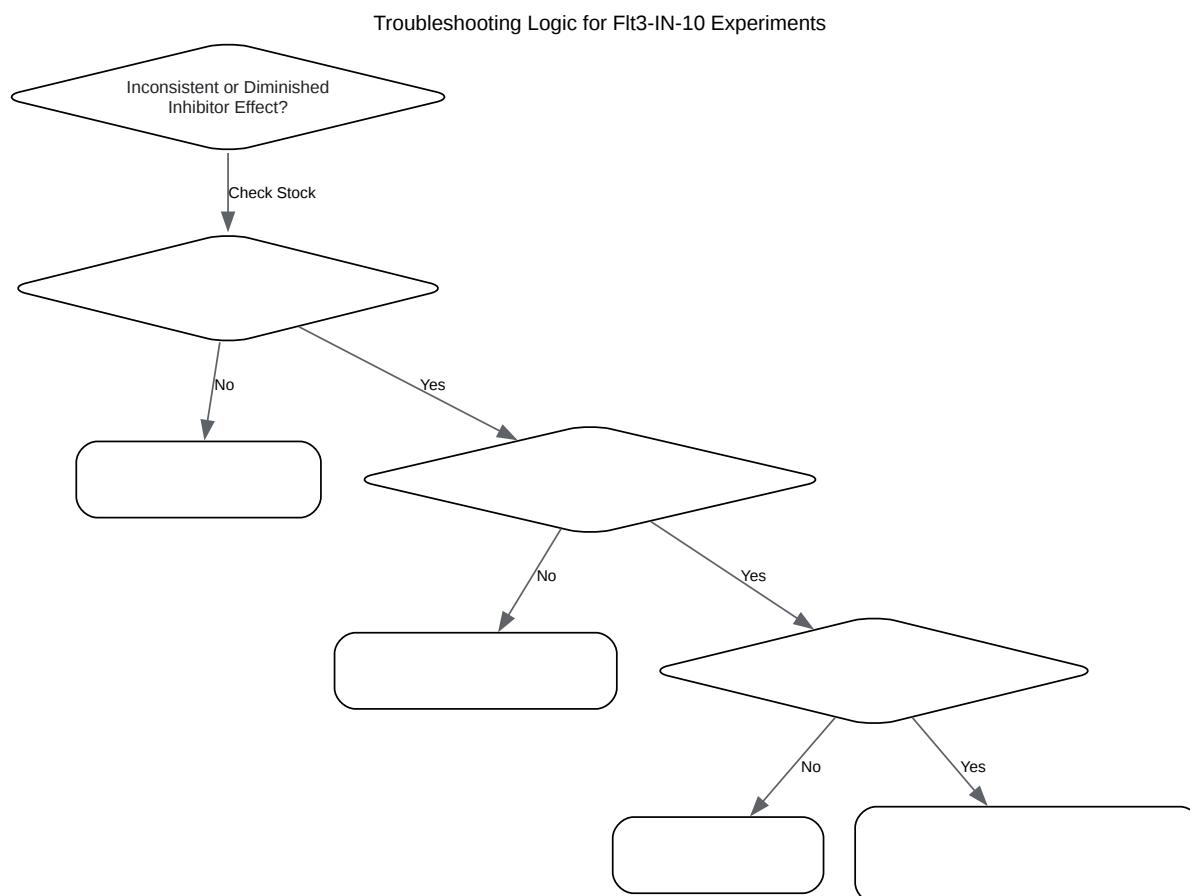 Troubleshooting Logic for Flt3-IN-10 Experiments
Inconsistent or Diminished
Inhibitor Effect?
Check Stock
No
Yes
No
Yes
No
Yes